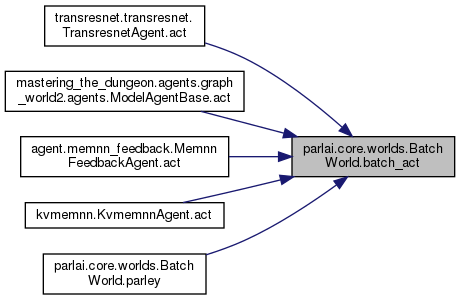 transresnet.transresnet.
TransresnetAgent.act
mastering_the_dungeon.agents.graph
_world2.agents.ModelAgentBase.act
agent.memnn_feedback.Memnn
FeedbackAgent.act
parlai.core.worlds.Batch
World.batch_act
kvmemnn.KvmemnnAgent.act
parlai.core.worlds.Batch
World.parley